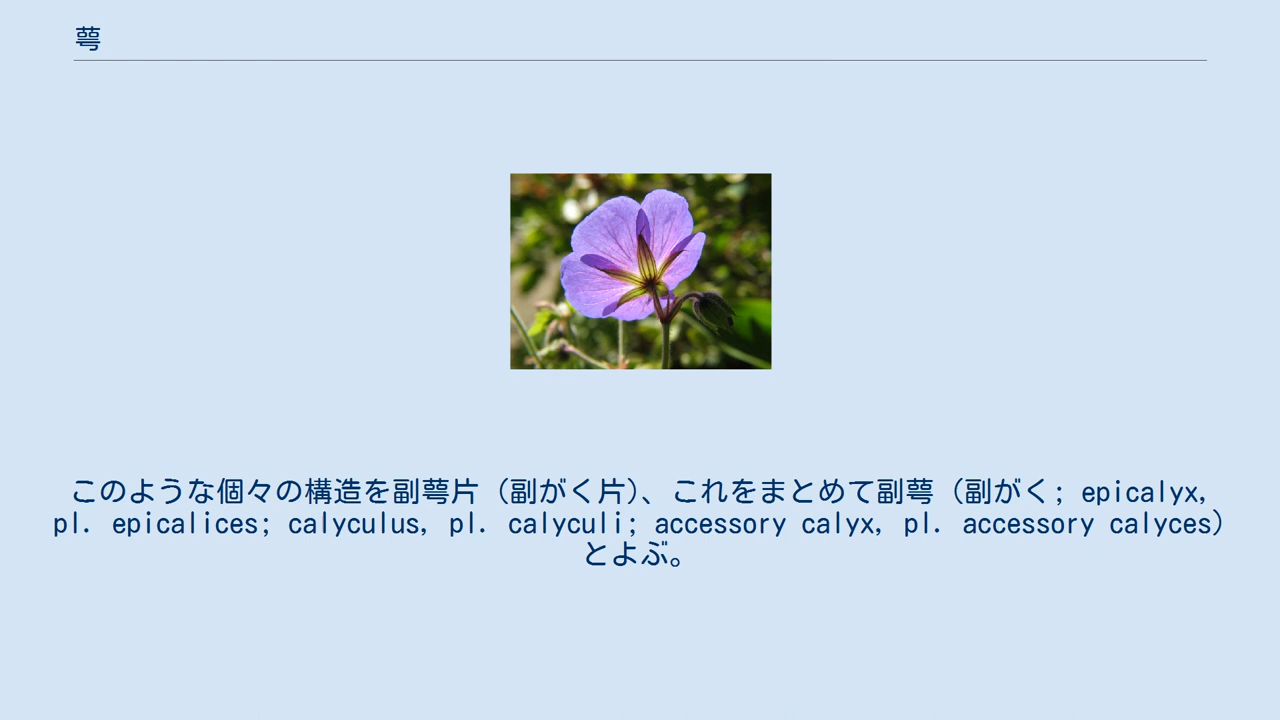 萼
このような個々の構造を副萼片（副がく片）、これをまとめて副萼（副がく; epicalyx,
pl. epicalices; calyculus, pl. calyculi; accessory calyx, pl. accessory calyces）
とよぶ。